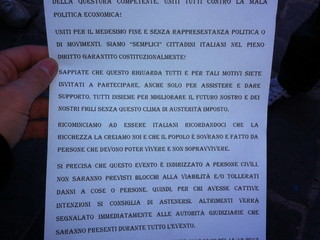 DELLA QUESTURA COMPETENTE. UNITI TUTTI CONTRO LA MALA
POLITICA ECONOMICA!
UNITI PER IL MEDESIMO FINE E SENZA RAPPRESENTANZA POLITICA O
DI MOVIMENTI. SIAMO "SEMPLICI" CITTADINI ITALIANI NEL PIENO
DIRITTO GARANTITO COSTITUZIONALMENTE!
SAPPIATE CHE QUESTO RIGUARDA TUTTI E PER TALI MOTIVI SIETE
INVITATI A PARTECIPARE, ANCHE SOLO PER ASSISTERE E DARE
SUPPORTO. TUTTI INSIEME PER MIGLIORARE IL FUTURO NOSTRO E DEI
NOSTRI FIGLI SENZA QUESTO CLIMA DI AUSTERITÀ IMPOSTO.
RICOMINCIAMO AD ESSERE ITALIANI RICORDANDOCI CHE LA
RICCHEZZA LA CREIAMO NOI E CHE IL POPOLO È SOVRANO E FATTO DA
PERSONE CHE DEVONO POTER VIVERE E NON SOPRAVVIVERE.
SI PRECISA CHE QUESTO EVENTO È INDIRIZZATO A PERSONE CIVILI,
NON SARANNO PREVISTI BLOCCHI ALLA VIABILITÀ E/O TOLLERATI
DANNI A COSE O PERSONE. QUINDI, PER CHI AVESSE CATTIVE
INTENZIONI SI CONSIGLIA DI ASTENERSI. ALTRIMENTI VERRÀ
SEGNALATO IMMEDIATAMENTE ALLE AUTORITÀ GIUDIZIARIE CHE
SARANNO PRESENTI DURANTE TUTTO L'EVENTO.